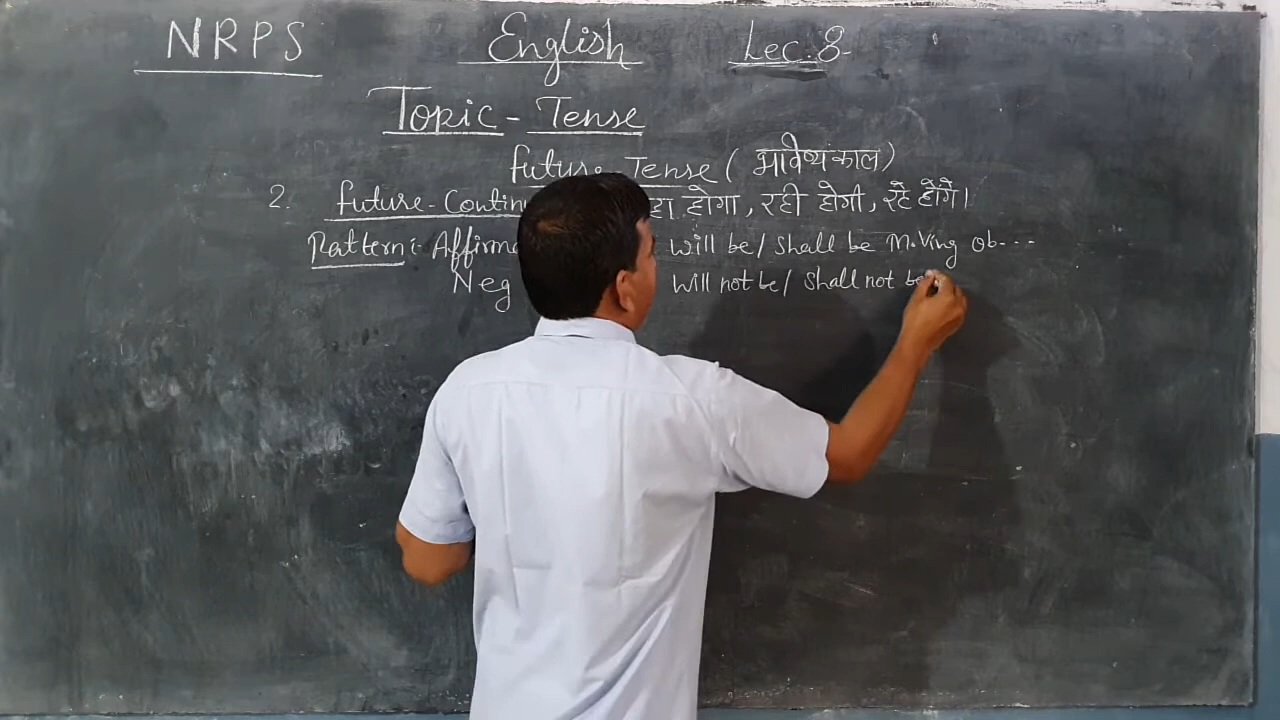 NRPS English Lec. 8
Topic - Tense
Future Tense ( भविष्यंकाल)
2. Future-Contin होगा, रही होगी, रहे होंगे।
Pattern:- Affirm will be/ shall be M.Ving ob---
Neg will not be/ shall not be